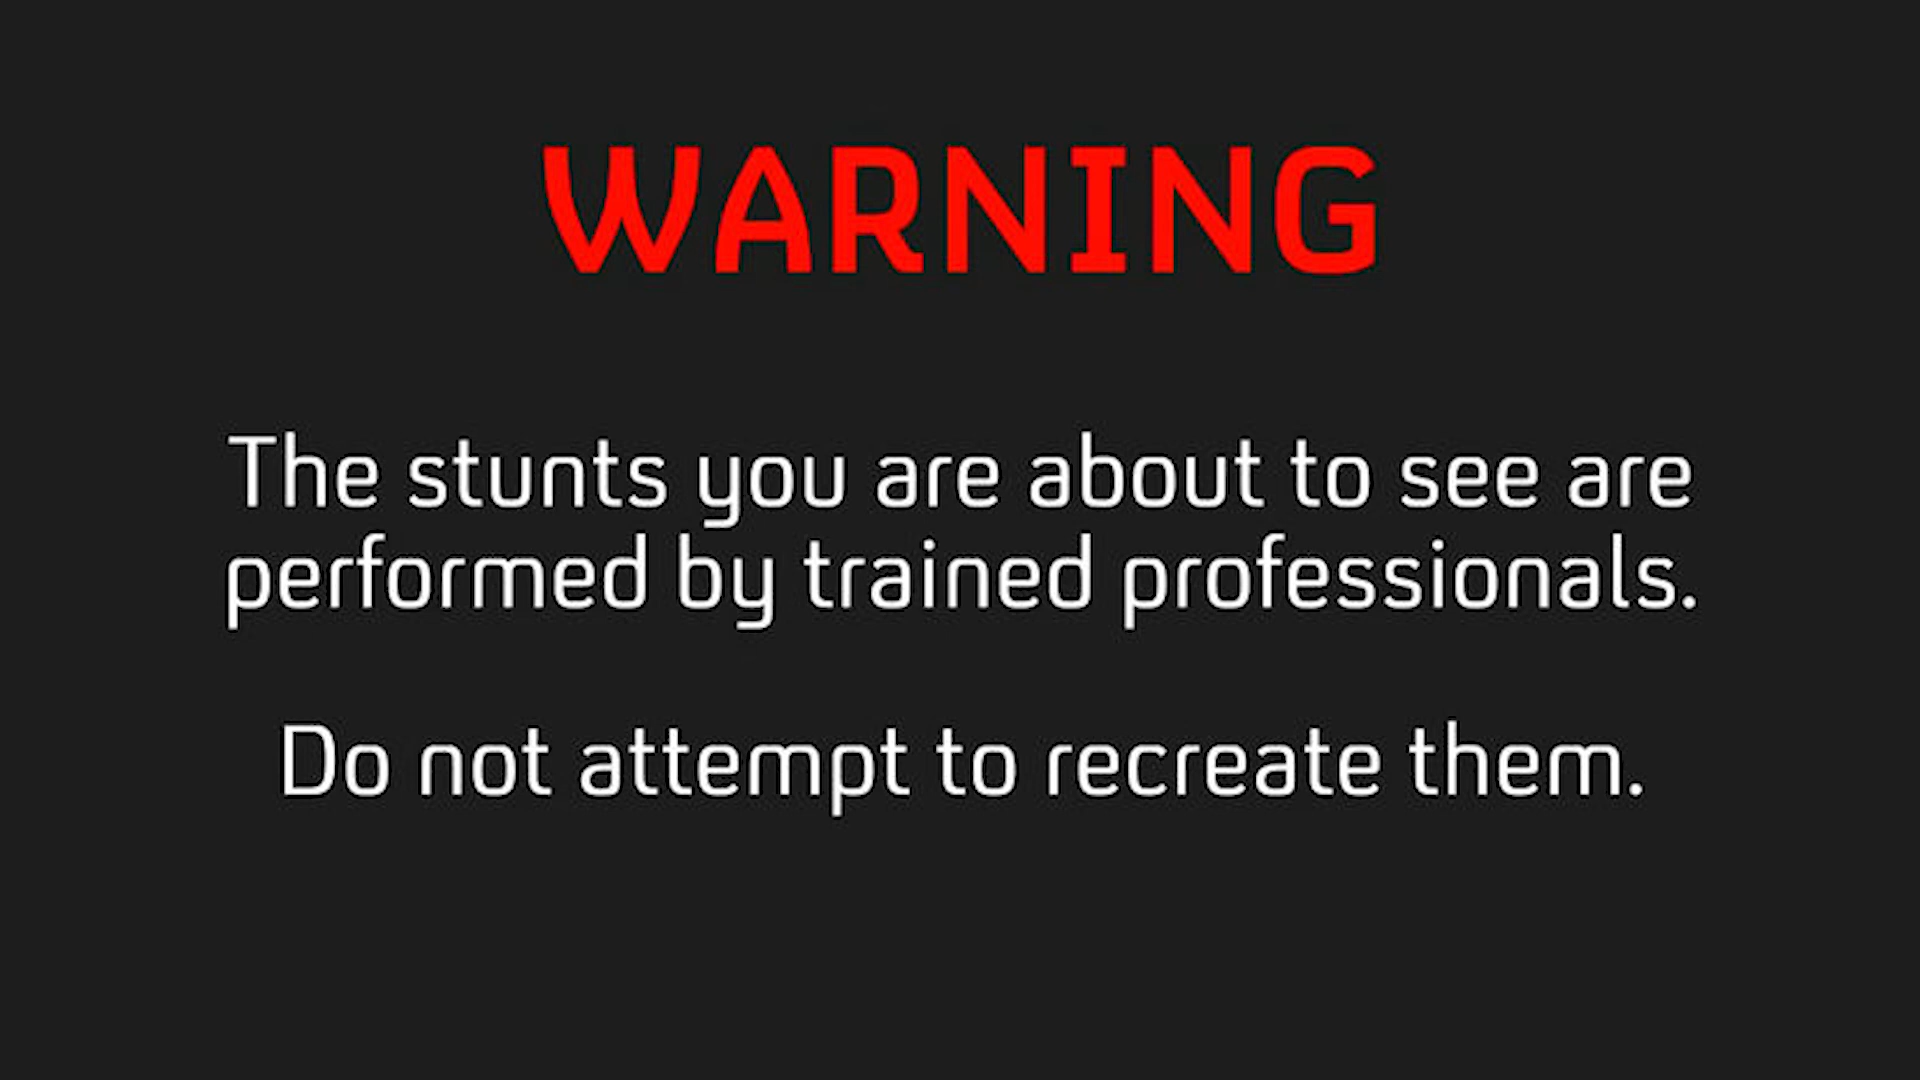 WARNING
The stunts you are about to see are
performed by trained professionals.
Do not attempt to recreate them.